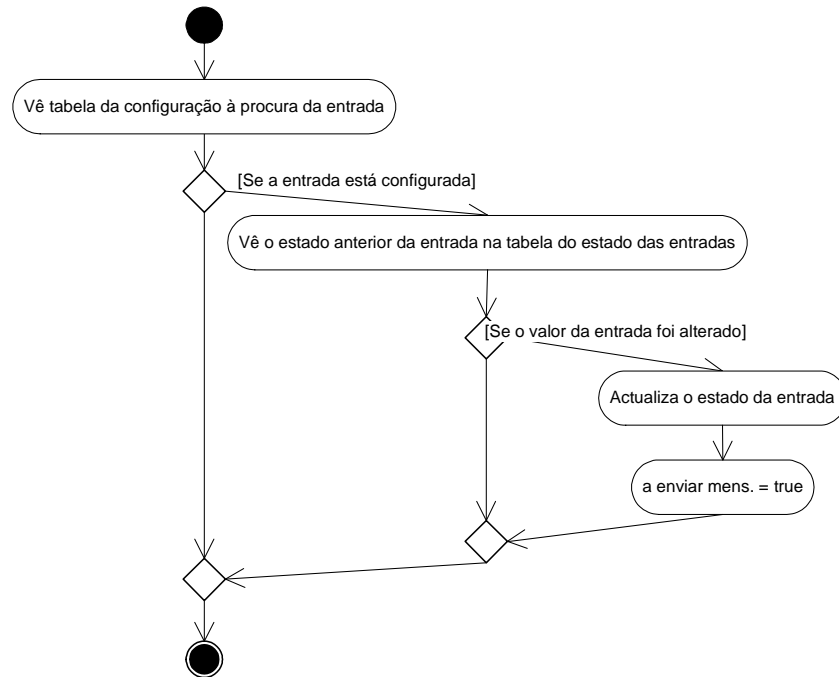 Vê tabela da configuração à procura da entrada
[Se a entrada está configurada]
Vê o estado anterior da entrada na tabela do estado das entradas
[Se o valor da entrada foi alterado]
Actualiza o estado da entrada
a enviar mens. = true